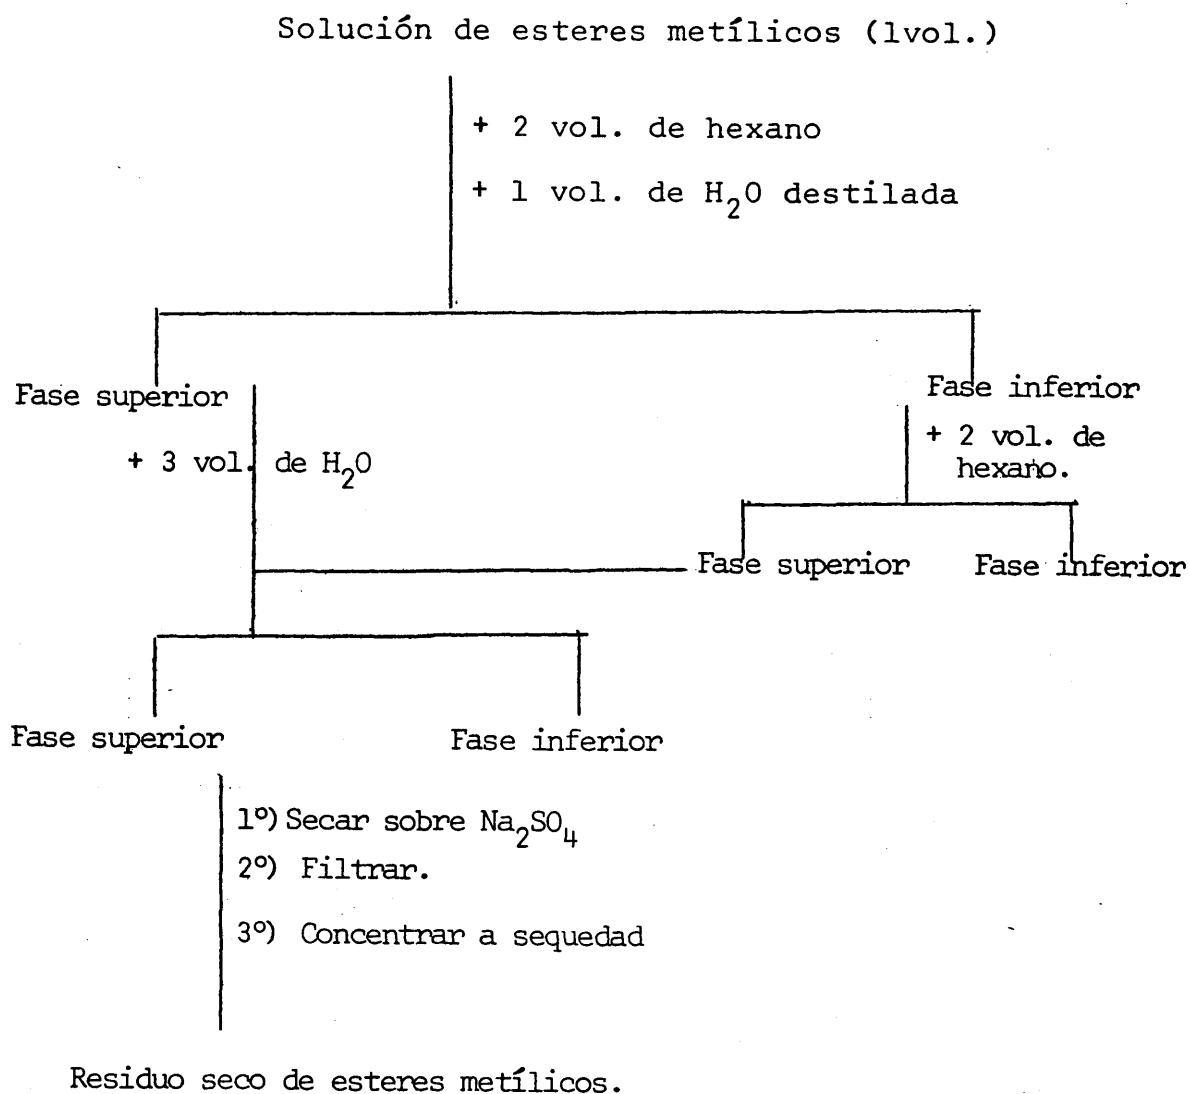 Solución de esteres metílicos (1vol.)
+ 2 vol. de hexano
+ 1 vol. de H₂O destilada
Fase superior
Fase inferior
+ 3 vol. de H₂O
+ 2 vol. de
hexano.
Fase superior
Fase inferior
Fase superior
Fase inferior
1º) Secar sobre Na₂SO₄
2º) Filtrar.
3º) Concentrar a sequedad
Residuo seco de esteres metílicos.